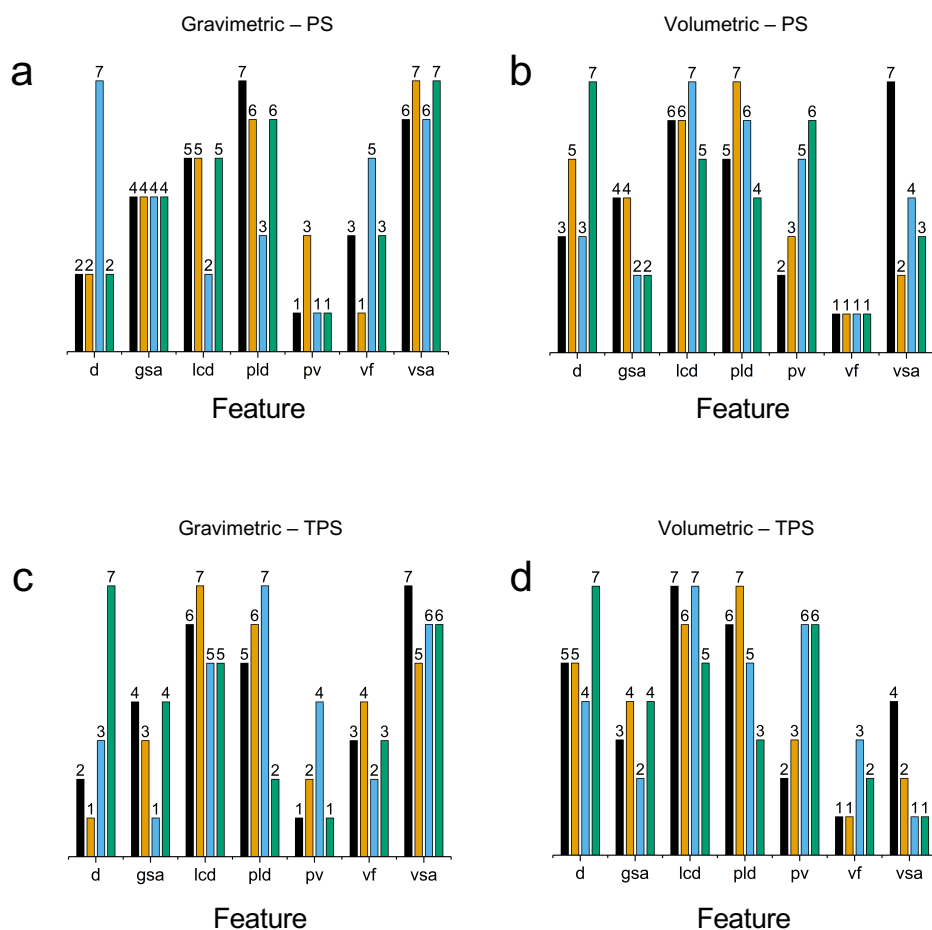 Gravimetric – PS
a
7
2 2 2
4 4 4 4
5 5 2 5
7 6 3 6
1 3 1 1
3 1 5 3
6 7 6 7
d gsa lcd pld pv vf vsa
Feature
Volumetric – PS
b
3 5 3 7
4 4 2 2
6 6 7 5
5 7 6 4
2 3 5 6
1 1 1 1
7 2 4 3
d gsa lcd pld pv vf vsa
Feature
Gravimetric – TPS
c
2 1 3 7
4 3 1 4
6 7 5 5
5 6 7 2
1 2 4 1
3 4 2 3
7 5 6 6
d gsa lcd pld pv vf vsa
Feature
Volumetric – TPS
d
5 5 4 7
3 4 2 4
7 6 7 5
6 7 5 3
2 3 6 6
1 1 3 2
4 2 1 1
d gsa lcd pld pv vf vsa
Feature